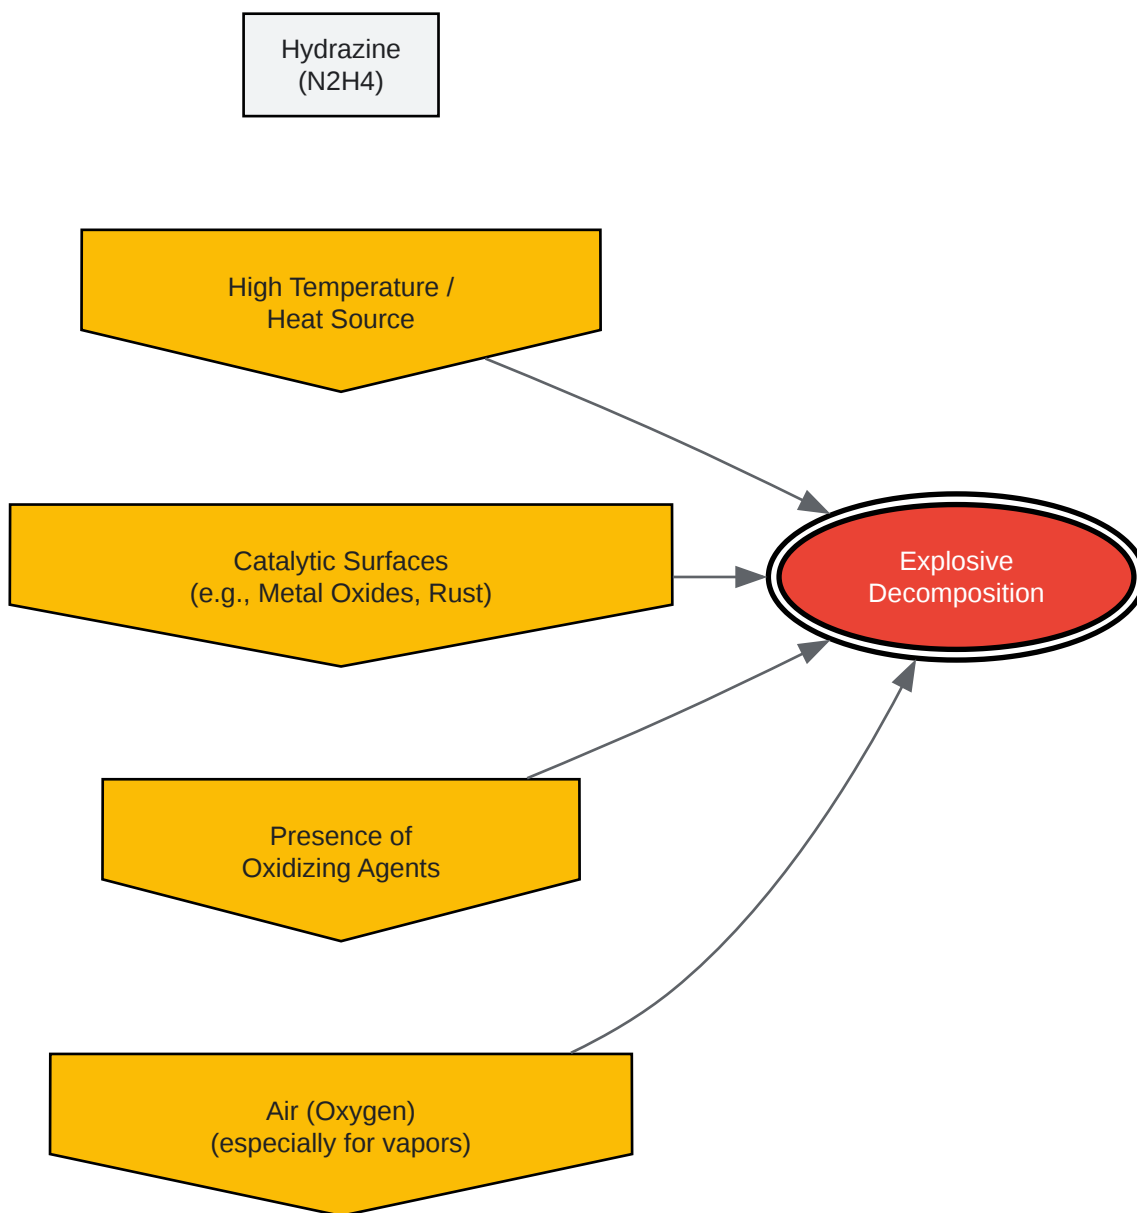 Hydrazine
(N2H4)
High Temperature /
Heat Source
Catalytic Surfaces
(e.g., Metal Oxides, Rust)
Explosive
Decomposition
Presence of
Oxidizing Agents
Air (Oxygen)
(especially for vapors)